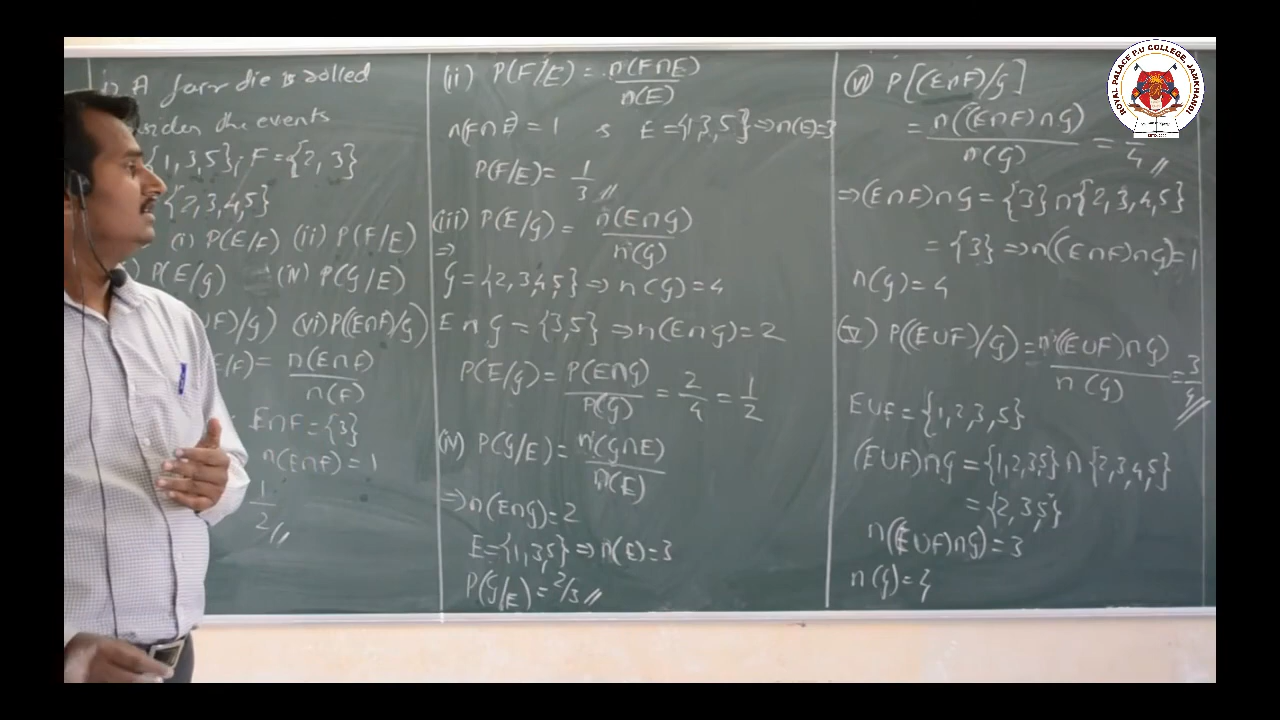 A fair die is rolled
the events
{1,3,5}; F={2,3}
{2,3,4,5}
(i) P(E/F) (ii) P(F/E)
P(E/G) (iv) P(G/E)
∪F)/G) (vi) P((E∩F)/G)
E/F) = n(E∩F)/n(F)
E∩F={3}
n(E∩F)=1
1/2 //
(ii) P(F/E) = n(F∩E)/n(E)
n(F∩E)=1 & E={1,3,5} ⇒ n(E)=3
P(F/E) = 1/3 //
(iii) P(E/G) = n(E∩G)/n(G)
⇒
G={2,3,4,5} ⇒ n(G)=4
E∩G={3,5} ⇒ n(E∩G)=2
P(E/G) = P(E∩G)/P(G) = 2/4 = 1/2
(iv) P(G/E) = n(G∩E)/n(E)
⇒ n(E∩G)=2
E={1,3,5} ⇒ n(E)=3
P(G/E)=2/3 //
vi) P[(E∩F)/G]
= n((E∩F)∩G)/n(G) = /4 //
⇒(E∩F)∩G={3}∩{2,3,4,5}
={3} ⇒ n((E∩F)∩G)=1
n(G)=4
(v) P((E∪F)/G) = n((E∪F)∩G)/n(G) = 3/4 //
E∪F={1,2,3,5}
(E∪F)∩G={1,2,3,5}∩{2,3,4,5}
={2,3,5}
n((E∪F)∩G)=3
n(G)=4
ROYAL PALACE P.U COLLEGE, JAMKHANDI